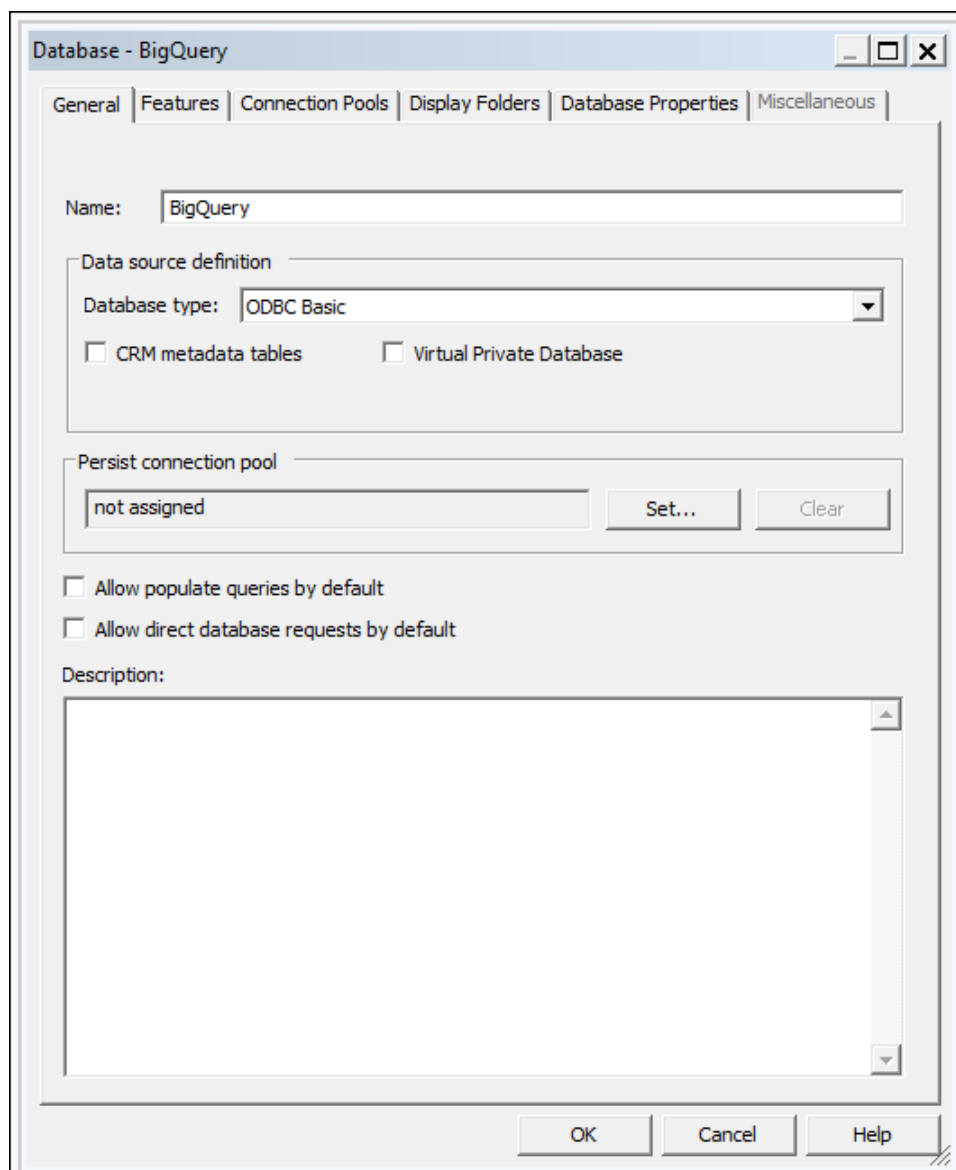 Database - BigQuery
General Features Connection Pools Display Folders Database Properties Miscellaneous
Name: BigQuery
Data source definition
Database type: ODBC Basic
CRM metadata tables Virtual Private Database
Persist connection pool
not assigned Set... Clear
Allow populate queries by default
Allow direct database requests by default
Description:
OK Cancel Help